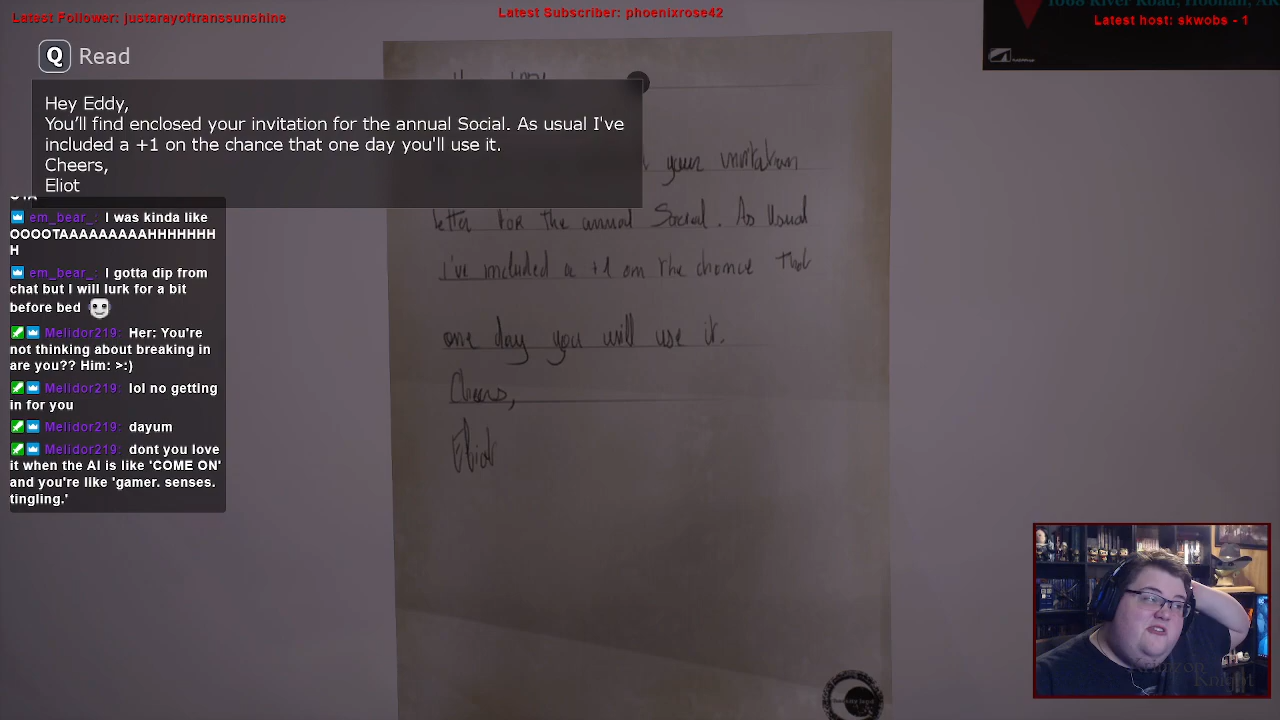 Latest Follower: justarayoftranssunshine
Latest Subscriber: phoenixrose42
Latest host: skwobs - 1
Q Read
Hey Eddy,
You'll find enclosed your invitation for the annual Social. As usual I've
included a +1 on the chance that one day you'll use it.
Cheers,
Eliot
your invitation
letter for the annual Social. As usual
i've included a +1 on the chance that
one day you will use it.
Cheers,
Eliot
em_bear_: I was kinda like
OOOOTAAAAAAAAHHHHHHH
H
em_bear_: I gotta dip from
chat but I will lurk for a bit
before bed
Melidor219: Her: You're
not thinking about breaking in
are you?? Him: >:)
Melidor219: lol no getting
in for you
Melidor219: dayum
Melidor219: dont you love
it when the AI is like 'COME ON'
and you're like 'gamer. senses.
tingling.'
Knight